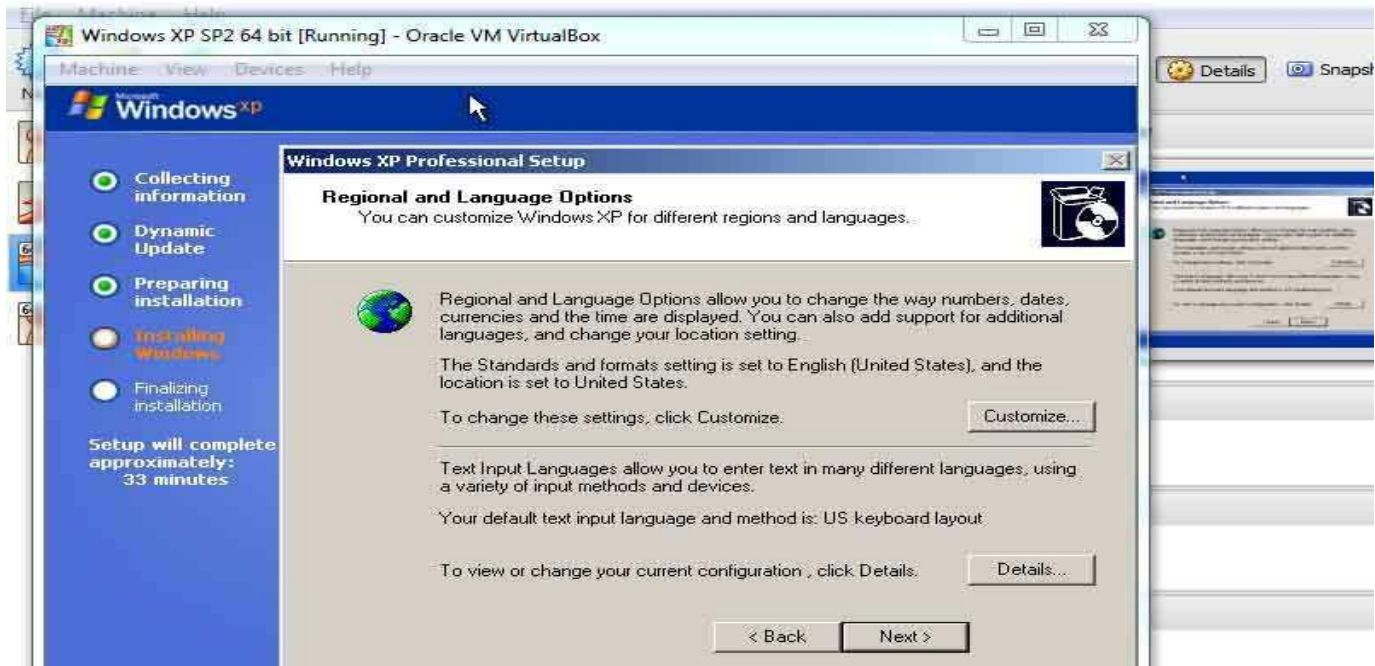 File Machine Help
Windows XP SP2 64 bit [Running] - Oracle VM VirtualBox
Machine View Devices Help
Details
Microsoft
Windows xp
Windows XP Professional Setup
Collecting
information
Regional and Language Options
You can customize Windows XP for different regions and languages.
Dynamic
Update
Preparing
installation
Regional and Language Options allow you to change the way numbers, dates,
currencies and the time are displayed. You can also add support for additional
languages, and change your location setting.
Installing
Windows
The Standards and formats setting is set to English (United States), and the
location is set to United States.
Finalizing
installation
To change these settings, click Customize.
Customize...
Setup will complete
approximately:
33 minutes
Text Input Languages allow you to enter text in many different languages, using
a variety of input methods and devices.
Your default text input language and method is: US keyboard layout
To view or change your current configuration , click Details.
Details...
< Back
Next >